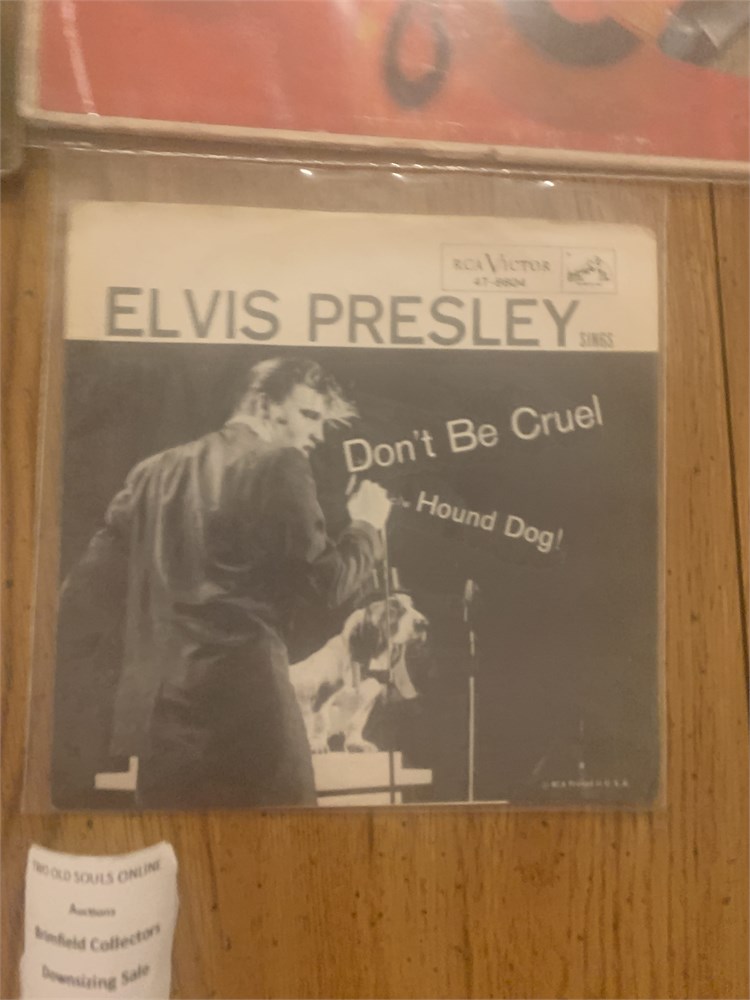 RCA VICTOR
47-6604
ELVIS PRESLEY SINGS
Don't Be Cruel
c/w Hound Dog!
TWO OLD SOULS ONLINE
Auctions
Brimfield Collectors
Downsizing Sale